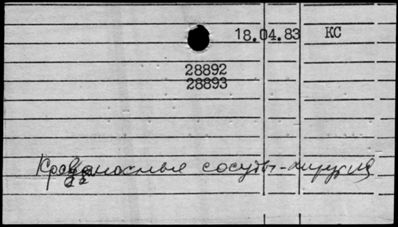 18.04.83 КС
28892
28893
Кровеносные сосуды-хирургия